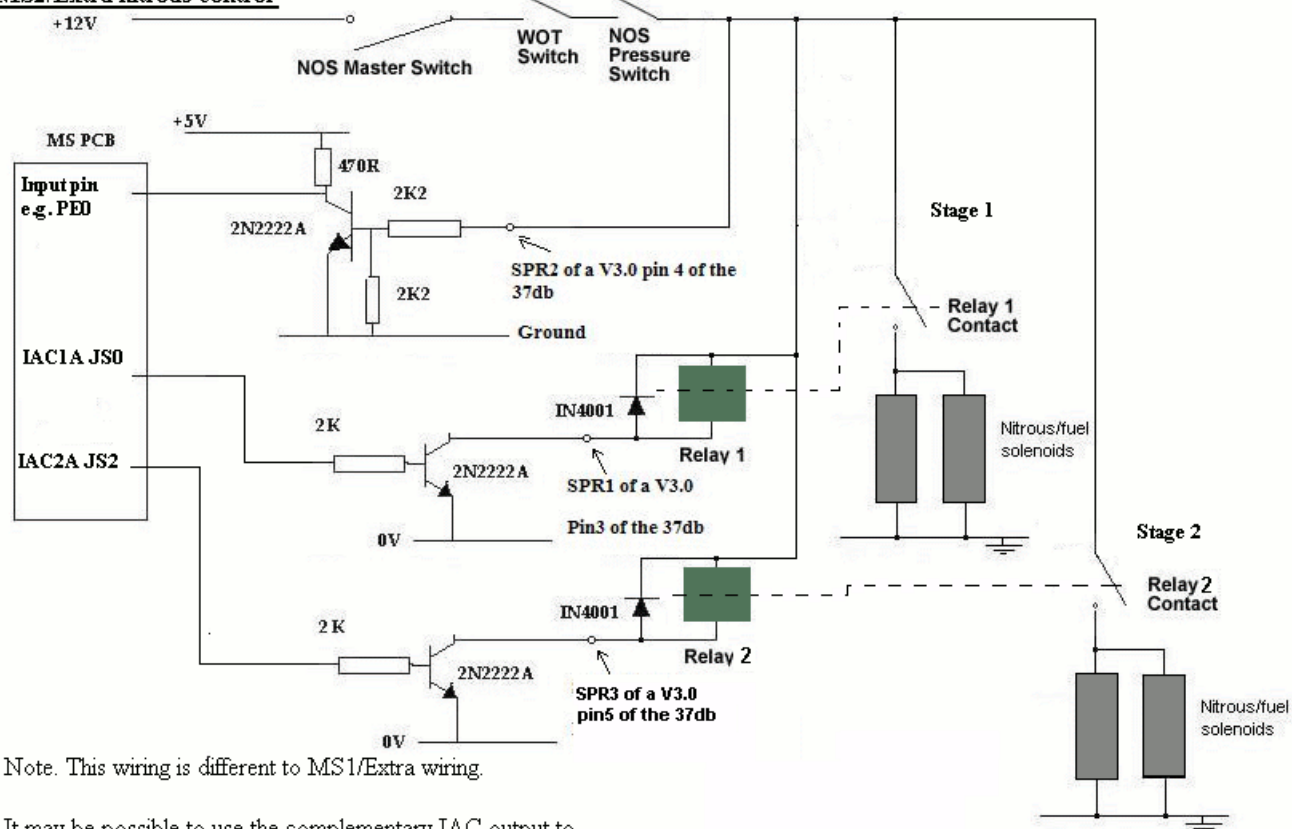 MS2/Extra nitrous control
+12V
NOS Master Switch
WOT
Switch
NOS
Pressure
Switch
+5V
MS PCB
470R
Input pin
e.g. PE0
2K2
2N2222A
Stage 1
SPR2 of a V3.0 pin 4 of the
37db
2K2
Relay 1
Contact
Ground
IAC1A JS0
IN4001
2K
Relay 1
Nitrous/fuel
solenoids
IAC2A JS2
2N2222A
SPR1 of a V3.0
Pin3 of the 37db
0V
Stage 2
Relay 2
Contact
IN4001
2K
Relay 2
2N2222A
SPR3 of a V3.0
pin5 of the 37db
Nitrous/fuel
solenoids
0V
Note. This wiring is different to MS1/Extra wiring.
It may be possible to use the complementary IAC output to